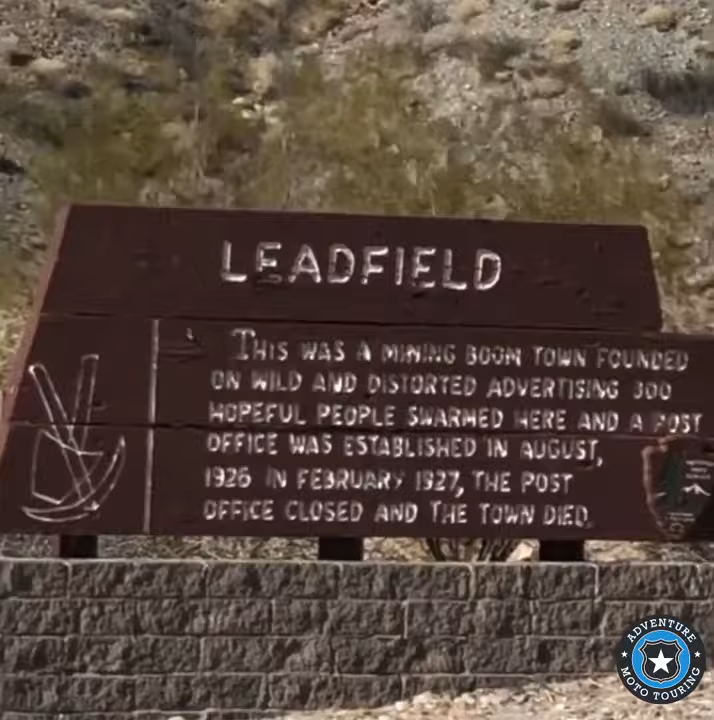 LEADFIELD
THIS WAS A MINING BOOM TOWN FOUNDED
ON WILD AND DISTORTED ADVERTISING 300
HOPEFUL PEOPLE SWARMED HERE AND A POST
OFFICE WAS ESTABLISHED IN AUGUST,
1926 IN FEBRUARY 1927, THE POST
OFFICE CLOSED AND THE TOWN DIED.
ADVENTURE
MOTO TOURING